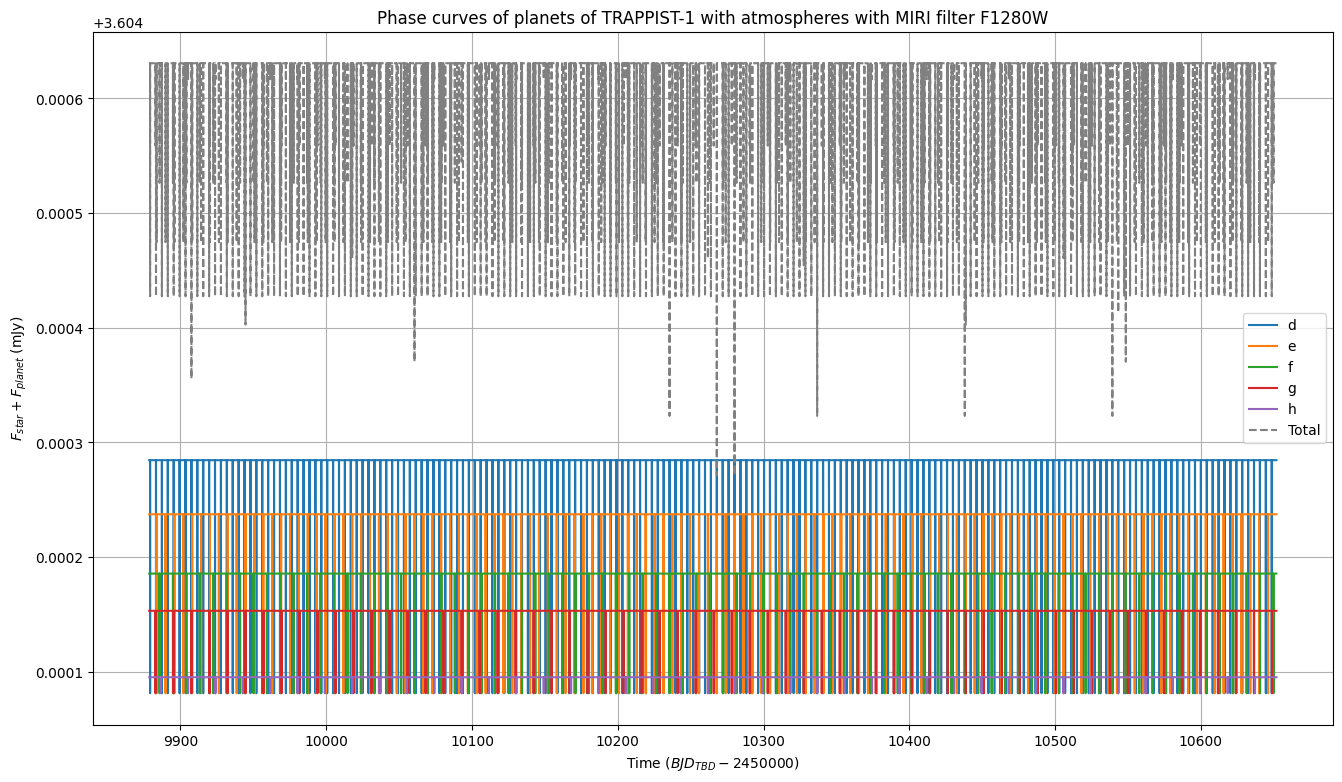 Phase curves of planets of TRAPPIST-1 with atmospheres with MIRI filter F1280W
+3.604
0.0006
0.0005
0.0004
0.0003
0.0002
0.0001
F_star + F_planet (mJy)
d
e
f
g
h
Total
9900
10000
10100
10200
10300
10400
10500
10600
Time (BJD_TBD − 2450000)